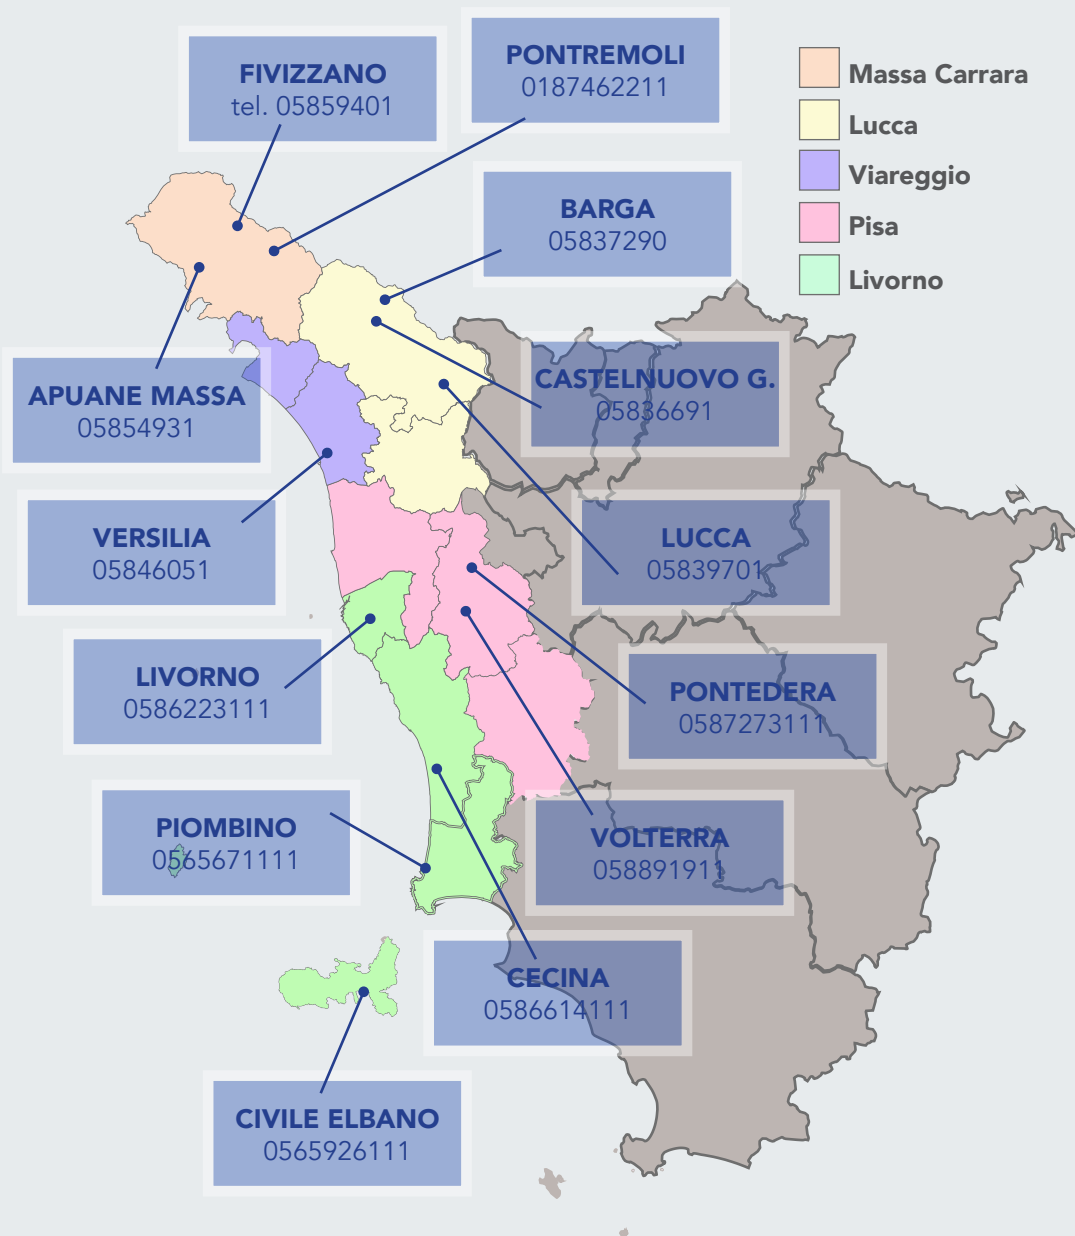 FIVIZZANO
tel. 05859401
PONTREMOLI
0187462211
Massa Carrara
Lucca
Viareggio
Pisa
Livorno
BARGA
05837290
APUANE MASSA
05854931
CASTELNUOVO G.
05836691
VERSILIA
05846051
LUCCA
05839701
LIVORNO
0586223111
PONTEDERA
0587273111
PIOMBINO
0565671111
VOLTERRA
058891911
CECINA
0586614111
CIVILE ELBANO
0565926111